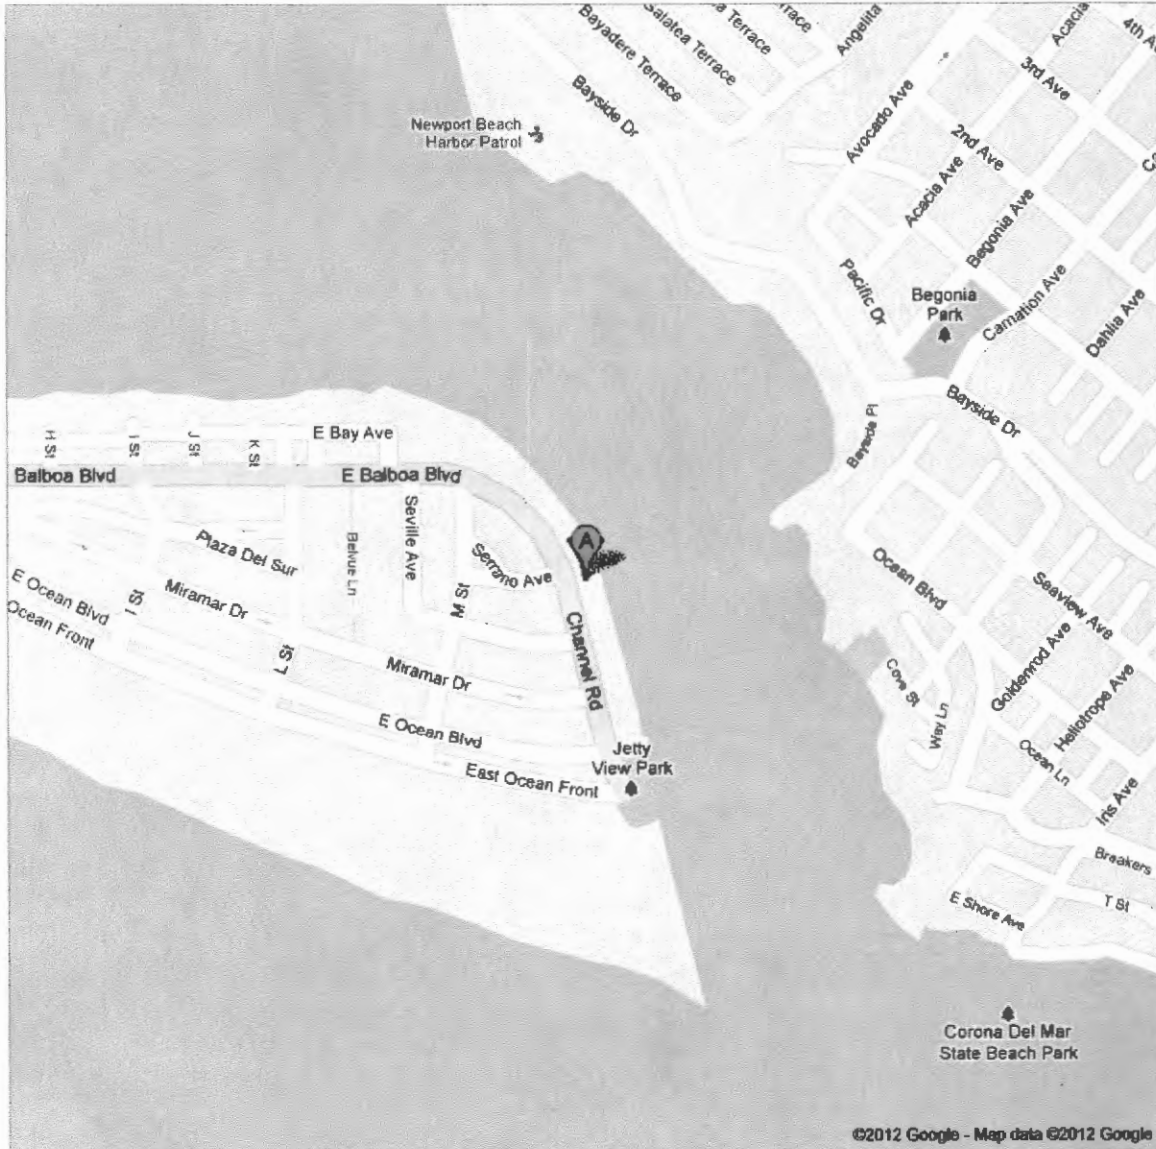 Salatea Terrace
Terrace
Terrace
Angelita
Acacia
4th
Bayadere Terrace
3rd Ave
Bayside Dr
Avocado Ave
2nd Ave
Newport Beach
Harbor Patrol
Acacia Ave
Begonia Ave
Pacific Dr
Begonia
Park
Carnation Ave
Dahlia Ave
Bayside Dr
Bayside Pl
H St
I St
J St
K St
E Bay Ave
Balboa Blvd
E Balboa Blvd
Seville Ave
Plaza Del Sur
Belvue Ln
Serrano Ave
A
M St
E Ocean Blvd
Ocean Front
I St
Miramar Dr
L St
Miramar Dr
Channel Rd
Ocean Blvd
Seaview Ave
Goldenrod Ave
Cove St
Way Ln
Heliotrope Ave
Ocean Ln
Iris Ave
E Ocean Blvd
East Ocean Front
Jetty
View Park
Breakers
E Shore Ave
T St
Corona Del Mar
State Beach Park
©2012 Google - Map data ©2012 Google